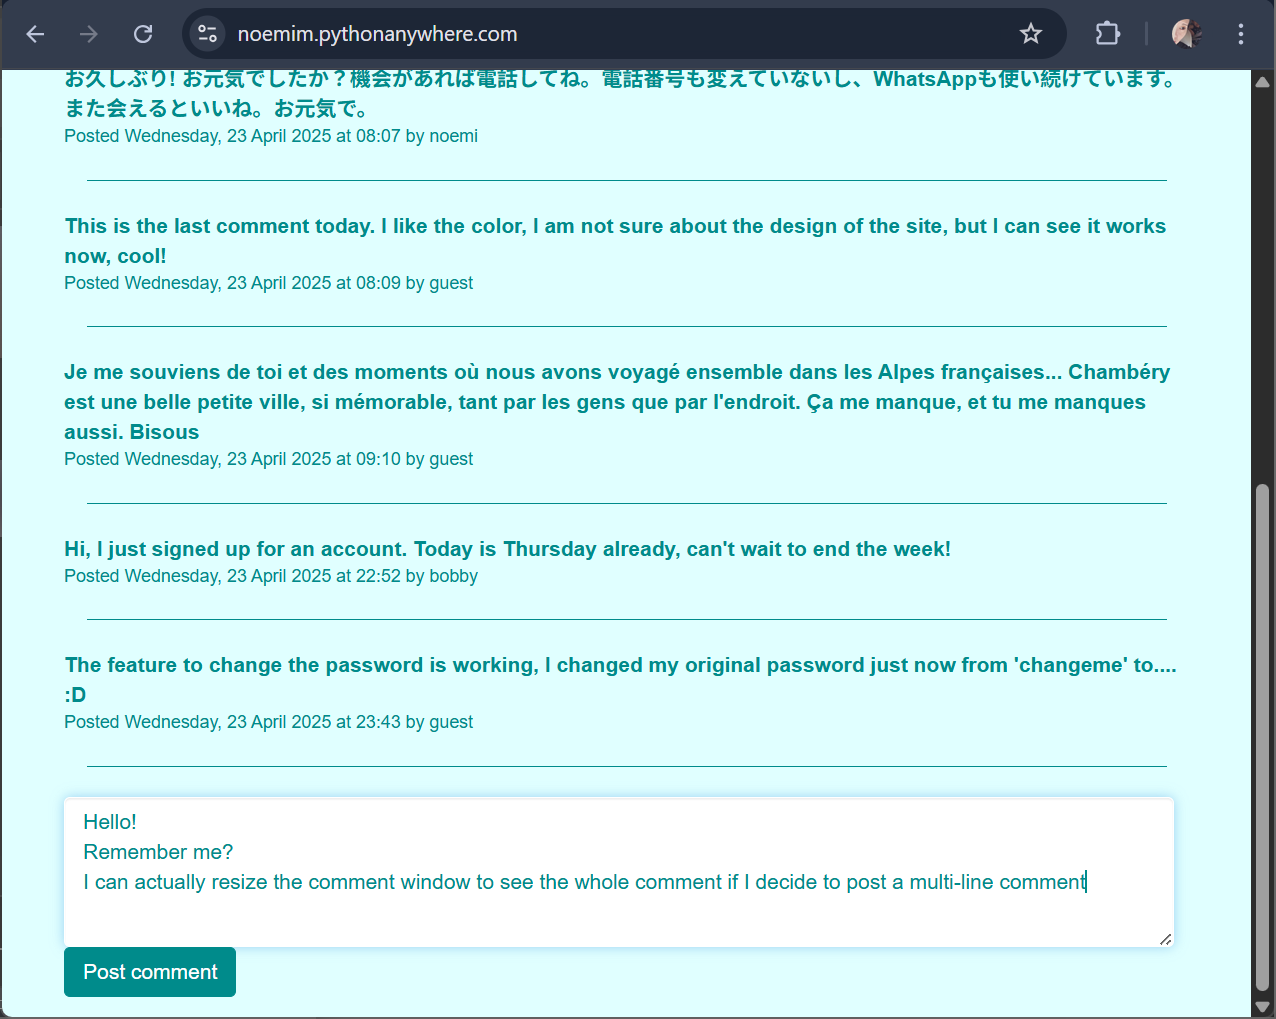 noemim.pythonanywhere.com
お久しぶり! お元気でしたか？機会があれば電話してね。電話番号も変えていないし、WhatsAppも使い続けています。
また会えるといいね。お元気で。
Posted Wednesday, 23 April 2025 at 08:07 by noemi
This is the last comment today. I like the color, I am not sure about the design of the site, but I can see it works
now, cool!
Posted Wednesday, 23 April 2025 at 08:09 by guest
Je me souviens de toi et des moments où nous avons voyagé ensemble dans les Alpes françaises... Chambéry
est une belle petite ville, si mémorable, tant par les gens que par l'endroit. Ça me manque, et tu me manques
aussi. Bisous
Posted Wednesday, 23 April 2025 at 09:10 by guest
Hi, I just signed up for an account. Today is Thursday already, can't wait to end the week!
Posted Wednesday, 23 April 2025 at 22:52 by bobby
The feature to change the password is working, I changed my original password just now from 'changeme' to....
:D
Posted Wednesday, 23 April 2025 at 23:43 by guest
Hello!
Remember me?
I can actually resize the comment window to see the whole comment if I decide to post a multi-line comment
Post comment